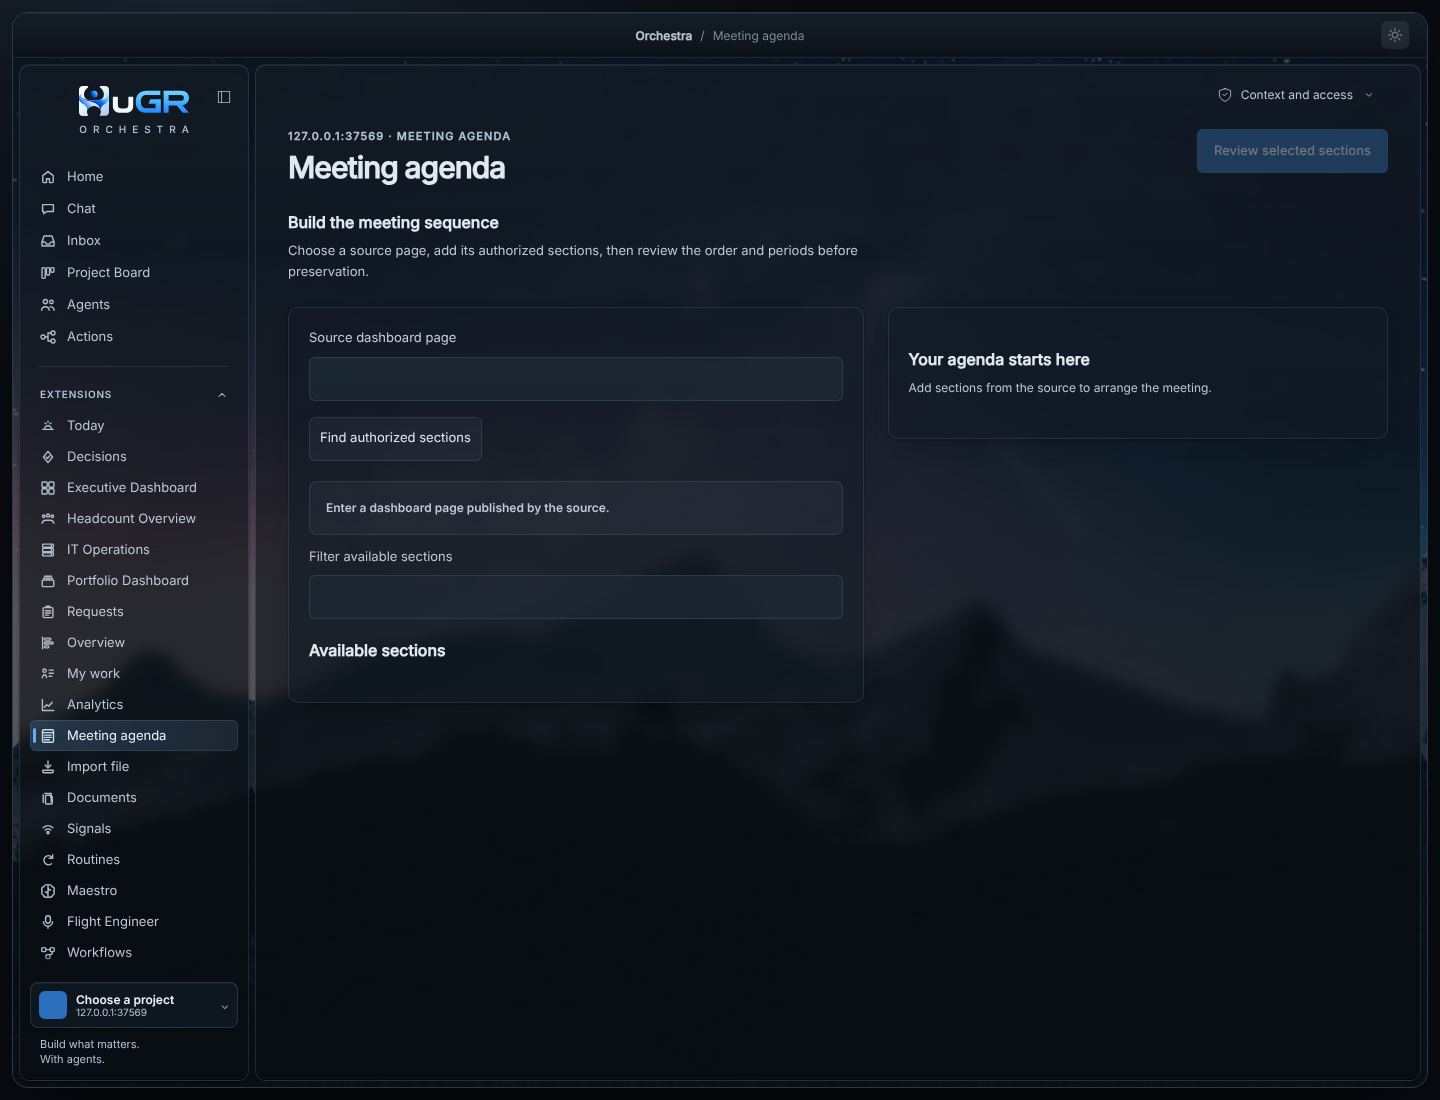 Orchestra / Meeting agenda
HuGR
ORCHESTRA
Home
Chat
Inbox
Project Board
Agents
Actions
EXTENSIONS
Today
Decisions
Executive Dashboard
Headcount Overview
IT Operations
Portfolio Dashboard
Requests
Overview
My work
Analytics
Meeting agenda
Import file
Documents
Signals
Routines
Maestro
Flight Engineer
Workflows
Choose a project
127.0.0.1:37569
Build what matters.
With agents.
Context and access
127.0.0.1:37569 · MEETING AGENDA
Meeting agenda
Review selected sections
Build the meeting sequence
Choose a source page, add its authorized sections, then review the order and periods before
preservation.
Source dashboard page
Find authorized sections
Enter a dashboard page published by the source.
Filter available sections
Available sections
Your agenda starts here
Add sections from the source to arrange the meeting.